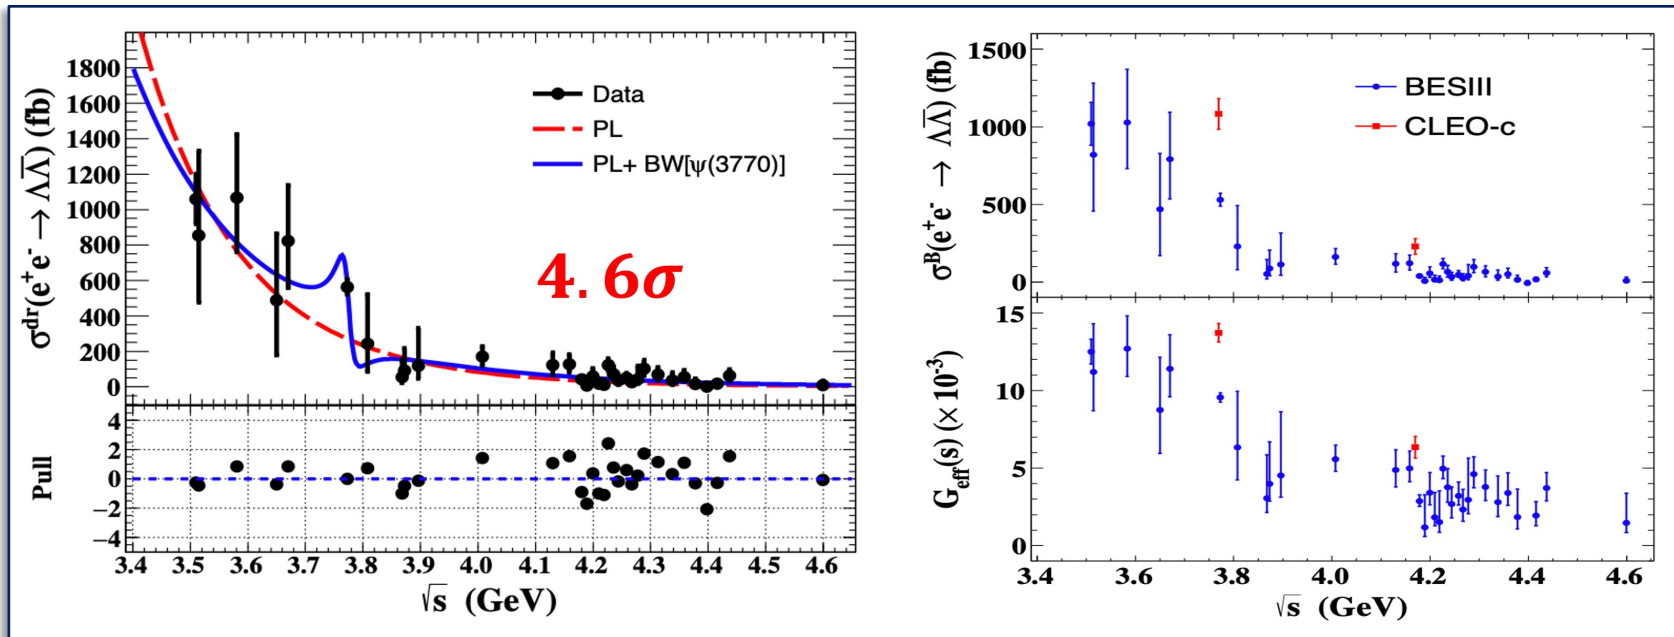 σᵈʳ(e⁺e⁻ → ΛΛ̅) (fb)
1800
1600
1400
1200
1000
800
600
400
200
0
Data
PL
PL+ BW[ψ(3770)]
4.6σ
Pull
4
2
0
−2
−4
3.4 3.5 3.6 3.7 3.8 3.9 4.0 4.1 4.2 4.3 4.4 4.5 4.6
√s (GeV)
σᴮ(e⁺e⁻ → ΛΛ̅) (fb)
1500
1000
500
0
BESIII
CLEO-c
G_eff(s) (×10⁻³)
15
10
5
0
3.4 3.6 3.8 4.0 4.2 4.4 4.6
√s (GeV)